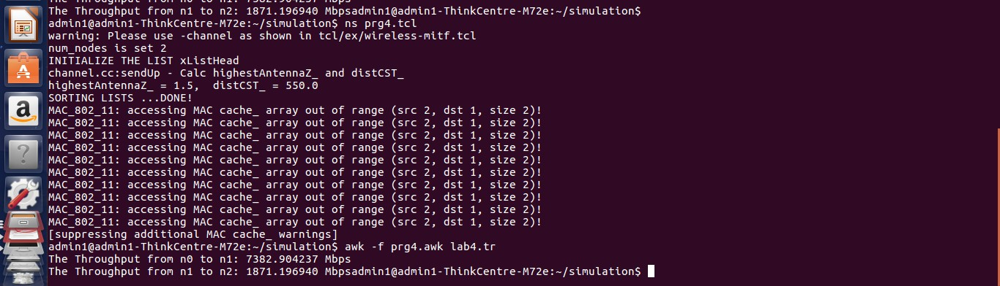 The Throughput from n0 to n1: 7382.904237 Mbps
The Throughput from n1 to n2: 1871.196940 Mbpsadmin1@admin1-ThinkCentre-M72e:~/simulation$
admin1@admin1-ThinkCentre-M72e:~/simulation$ ns prg4.tcl
warning: Please use -channel as shown in tcl/ex/wireless-mitf.tcl
num_nodes is set 2
INITIALIZE THE LIST xListHead
channel.cc:sendUp - Calc highestAntennaZ_ and distCST_
highestAntennaZ_ = 1.5,  distCST_ = 550.0
SORTING LISTS ...DONE!
MAC_802_11: accessing MAC cache_ array out of range (src 2, dst 1, size 2)!
MAC_802_11: accessing MAC cache_ array out of range (src 2, dst 1, size 2)!
MAC_802_11: accessing MAC cache_ array out of range (src 2, dst 1, size 2)!
MAC_802_11: accessing MAC cache_ array out of range (src 2, dst 1, size 2)!
MAC_802_11: accessing MAC cache_ array out of range (src 2, dst 1, size 2)!
MAC_802_11: accessing MAC cache_ array out of range (src 2, dst 1, size 2)!
MAC_802_11: accessing MAC cache_ array out of range (src 2, dst 1, size 2)!
MAC_802_11: accessing MAC cache_ array out of range (src 2, dst 1, size 2)!
MAC_802_11: accessing MAC cache_ array out of range (src 2, dst 1, size 2)!
MAC_802_11: accessing MAC cache_ array out of range (src 2, dst 1, size 2)!
[suppressing additional MAC cache_ warnings]
admin1@admin1-ThinkCentre-M72e:~/simulation$ awk -f prg4.awk lab4.tr
The Throughput from n0 to n1: 7382.904237 Mbps
The Throughput from n1 to n2: 1871.196940 Mbpsadmin1@admin1-ThinkCentre-M72e:~/simulation$